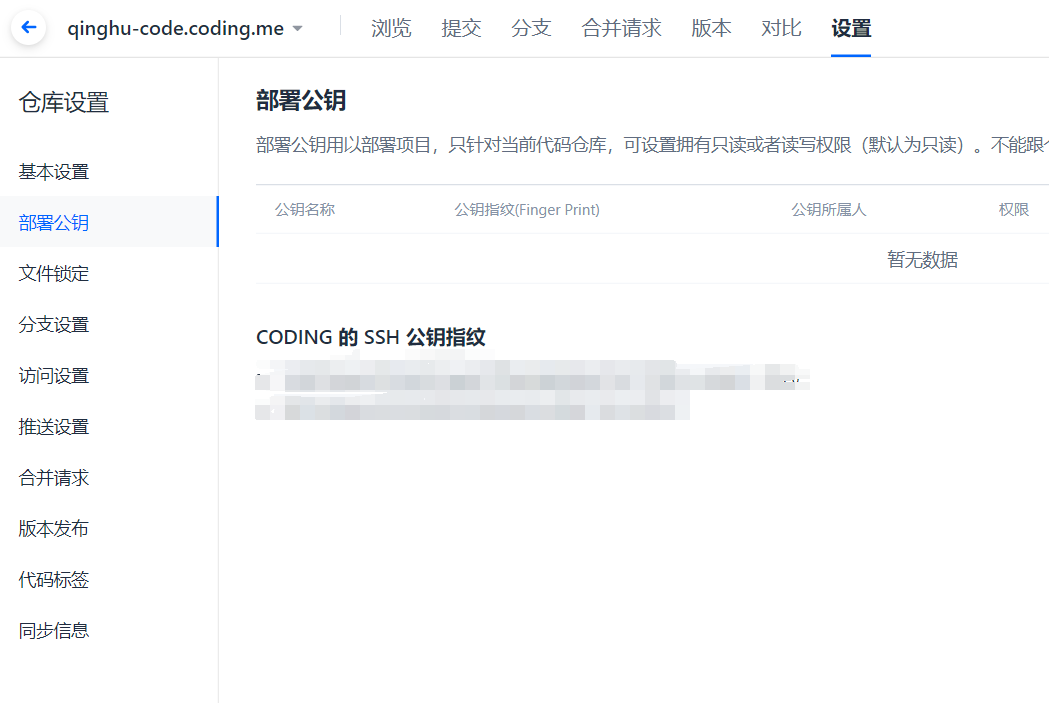 qinghu-code.coding.me 浏览 提交 分支 合并请求 版本 对比 设置
仓库设置
基本设置
部署公钥
文件锁定
分支设置
访问设置
推送设置
合并请求
版本发布
代码标签
同步信息
部署公钥
部署公钥用以部署项目，只针对当前代码仓库，可设置拥有只读或者读写权限（默认为只读）。不能跟
公钥名称 公钥指纹(Finger Print) 公钥所属人 权限
暂无数据
CODING 的 SSH 公钥指纹